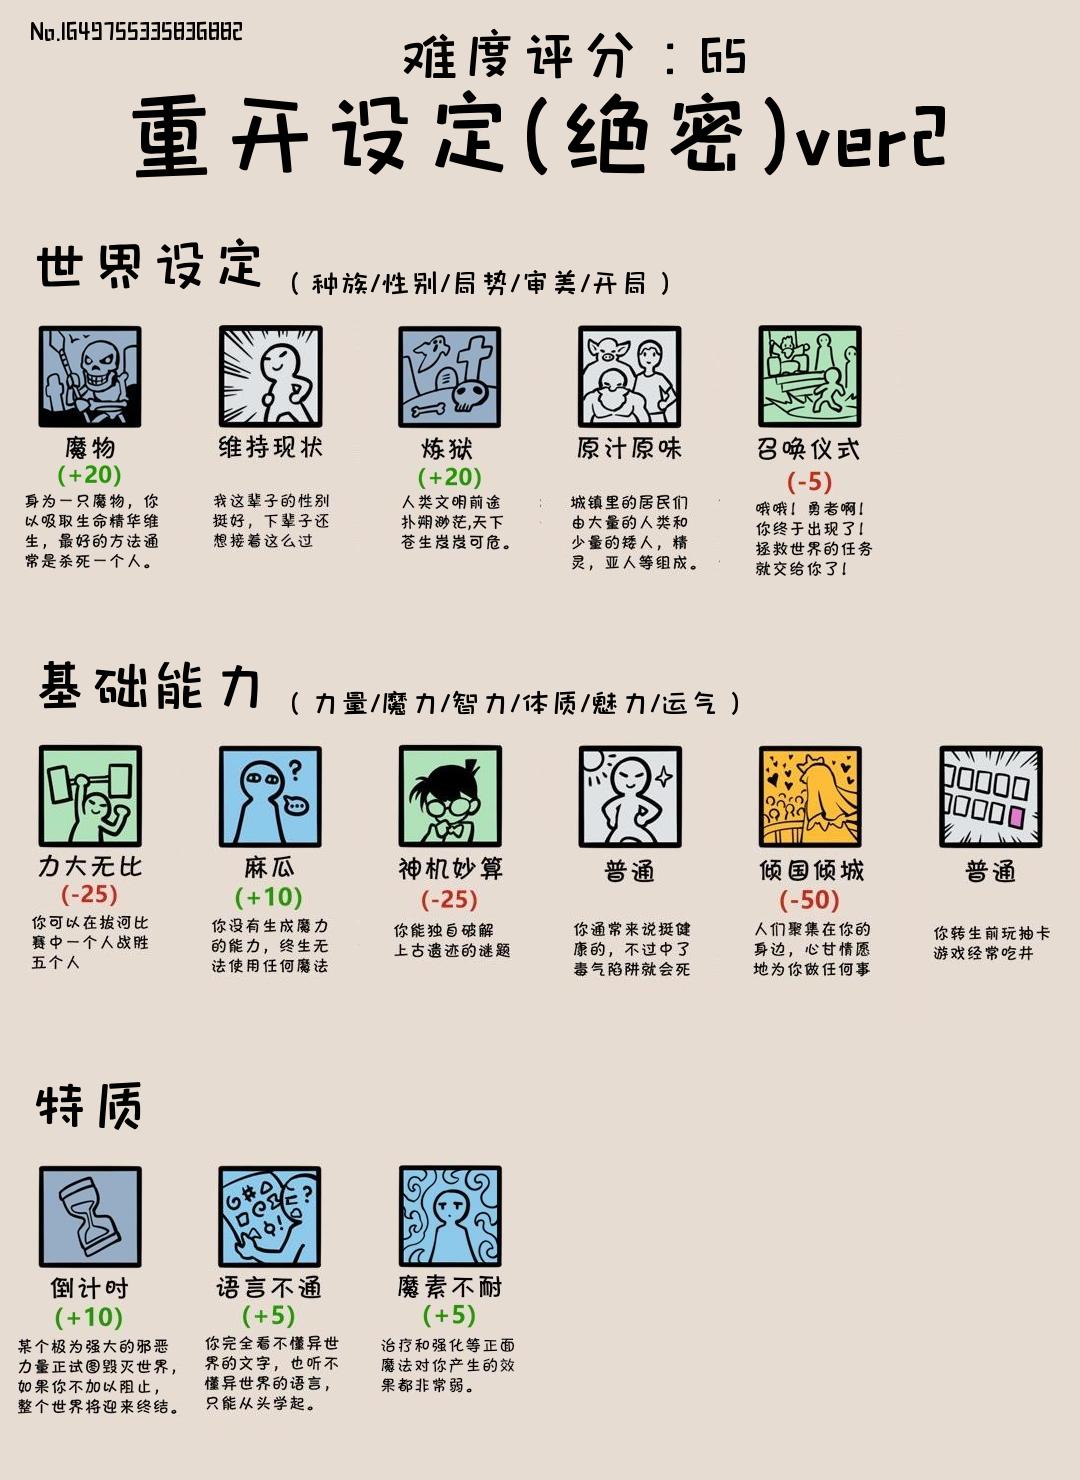 No.1649755335836882
难度评分：65
重开设定(绝密)ver2
世界设定（种族/性别/局势/审美/开局）
魔物
(+20)
身为一只魔物，你
以吸取生命精华维
生，最好的方法通
常是杀死一个人。
维持现状
我这辈子的性别
挺好，下辈子还
想接着这么过
炼狱
(+20)
人类文明前途
扑朔渺茫,天下
苍生岌岌可危。
原汁原味
城镇里的居民们
由大量的人类和
少量的矮人，精
灵，亚人等组成。
召唤仪式
(-5)
哦哦！勇者啊！
你终于出现了！
拯救世界的任务
就交给你了！
基础能力（力量/魔力/智力/体质/魅力/运气）
力大无比
(-25)
你可以在拔河比
赛中一个人战胜
五个人
麻瓜
(+10)
你没有生成魔力
的能力，终生无
法使用任何魔法
神机妙算
(-25)
你能独自破解
上古遗迹的谜题
普通
你通常来说挺健
康的，不过中了
毒气陷阱就会死
倾国倾城
(-50)
人们聚集在你的
身边，心甘情愿
地为你做任何事
普通
你转生前玩抽卡
游戏经常吃井
特质
倒计时
(+10)
某个极为强大的邪恶
力量正试图毁灭世界，
如果你不加以阻止，
整个世界将迎来终结。
语言不通
(+5)
你完全看不懂异世
界的文字，也听不
懂异世界的语言，
只能从头学起。
魔素不耐
(+5)
治疗和强化等正面
魔法对你产生的效
果都非常弱。